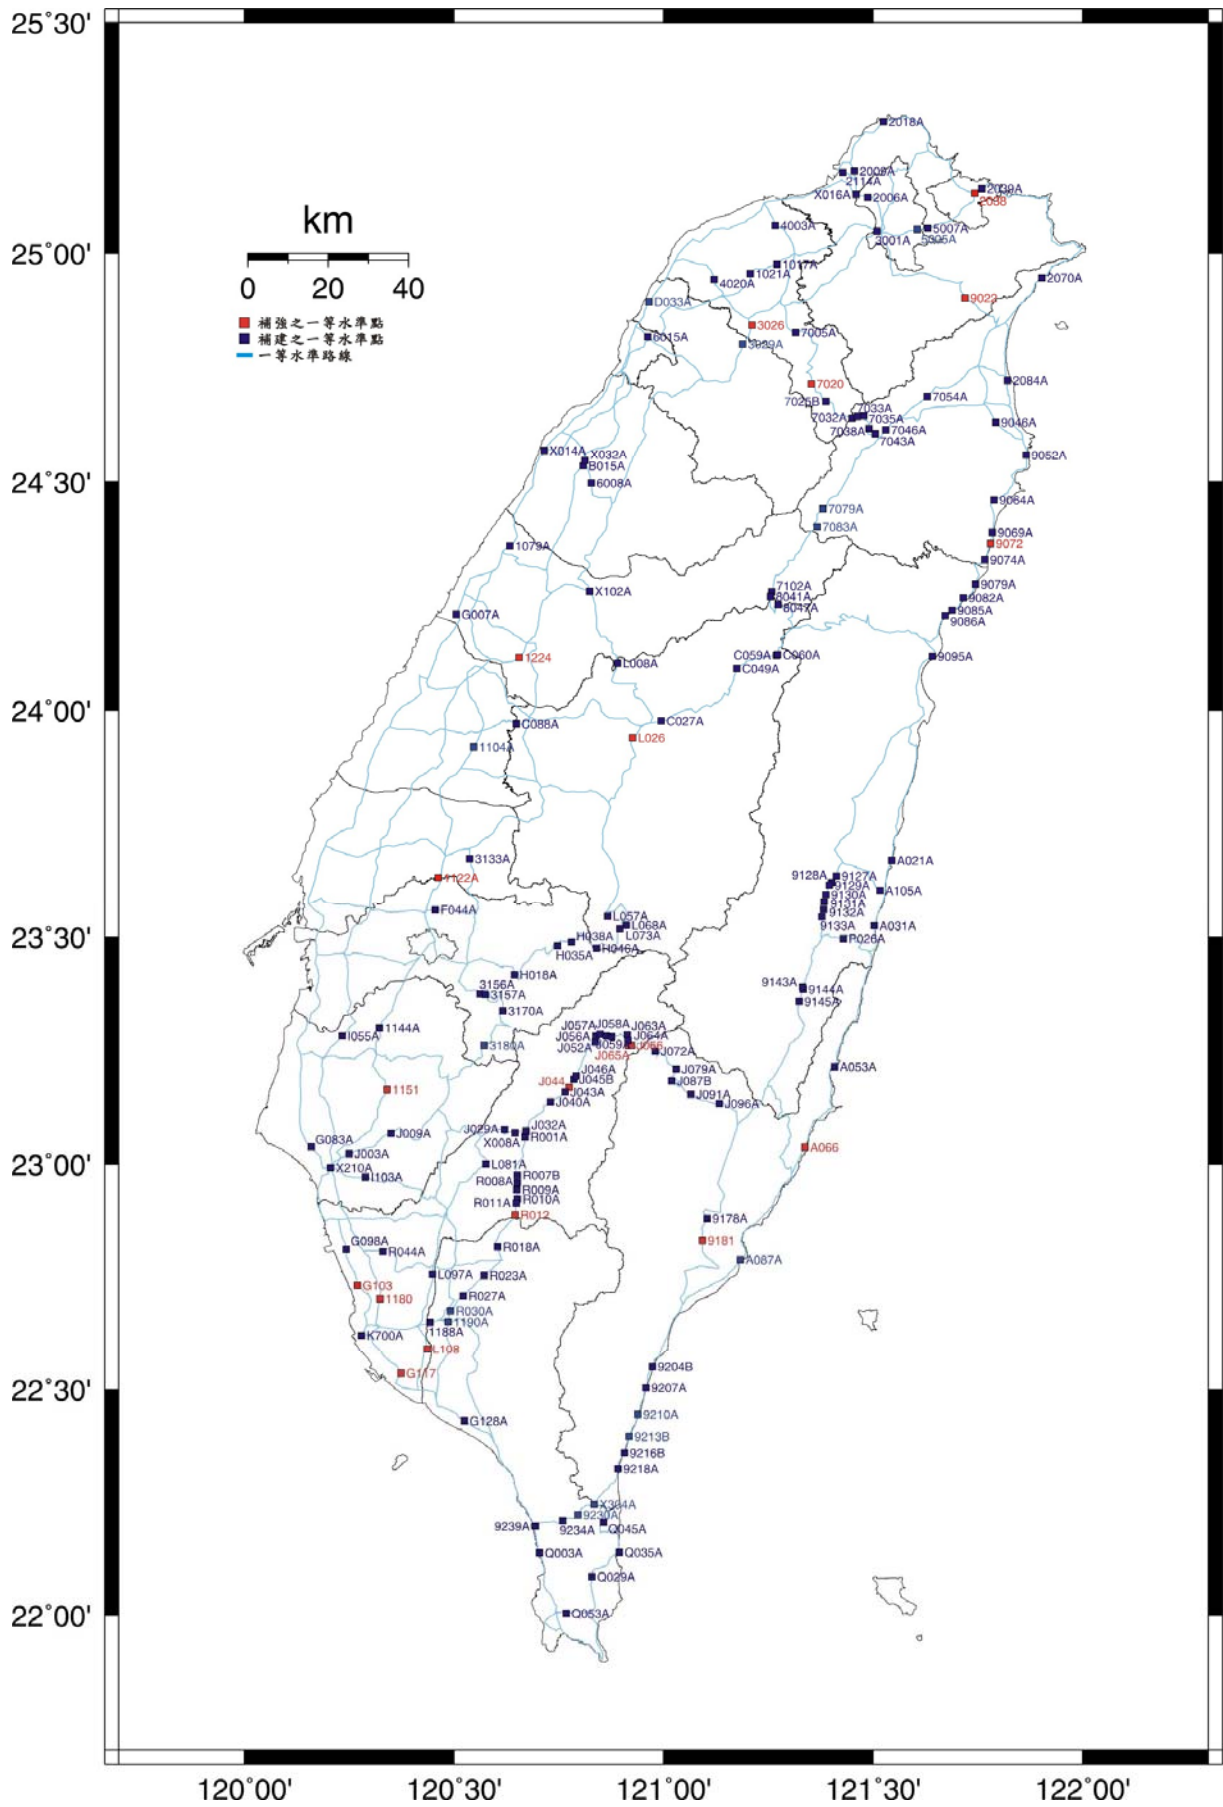 25°30'
2018A
2009A
2114A
X016A
2006A
2039A
2038
km
4003A
3001A
5007A
5005A
25°00'
1017A
1021A
4020A
2070A
0 20 40
D033A
9022
補強之一等水準點
補建之一等水準點
一等水準路線
3026
7005A
6015A
3029A
7020
2084A
7025B
7054A
7033A
7032A
7035A
7038A
7046A
7043A
9046A
X014A
X032A
B015A
9052A
24°30'
6008A
9064A
7079A
7083A
9069A
9072
1079A
9074A
9079A
7102A
8041A
8047A
X102A
9082A
9085A
9086A
G007A
1224
L008A
C059A
C060A
C049A
9095A
24°00'
C088A
C027A
L026
1104A
3133A
A021A
1122A
9128A
9127A
9129A
9130A
9131A
9132A
9133A
A105A
F044A
L057A
L068A
L073A
A031A
23°30'
H038A
H035A
H046A
P026A
H018A
3156A
3157A
3170A
9143A
9144A
9145A
1144A
I055A
J057A
J058A
J063A
J056A
J064A
J052A
J059A
J066
J065A
J072A
3180A
A053A
J046A
J045B
J044
J043A
J040A
J079A
J087B
J091A
J096A
1151
J029A
J032A
X008A
R001A
J009A
G083A
A066
J003A
23°00'
X210A
I103A
L081A
R007B
R008A
R009A
R010A
R011A
R012
9178A
9181
G098A
R044A
R018A
A087A
L097A
R023A
G103
1180
R027A
R030A
1190A
1188A
K700A
L108
9204B
G117
22°30'
9207A
G128A
9210A
9213B
9216B
9218A
X304A
9230A
9239A
9234A
Q045A
Q003A
Q035A
Q029A
22°00'
Q053A
120°00' 120°30' 121°00' 121°30' 122°00'